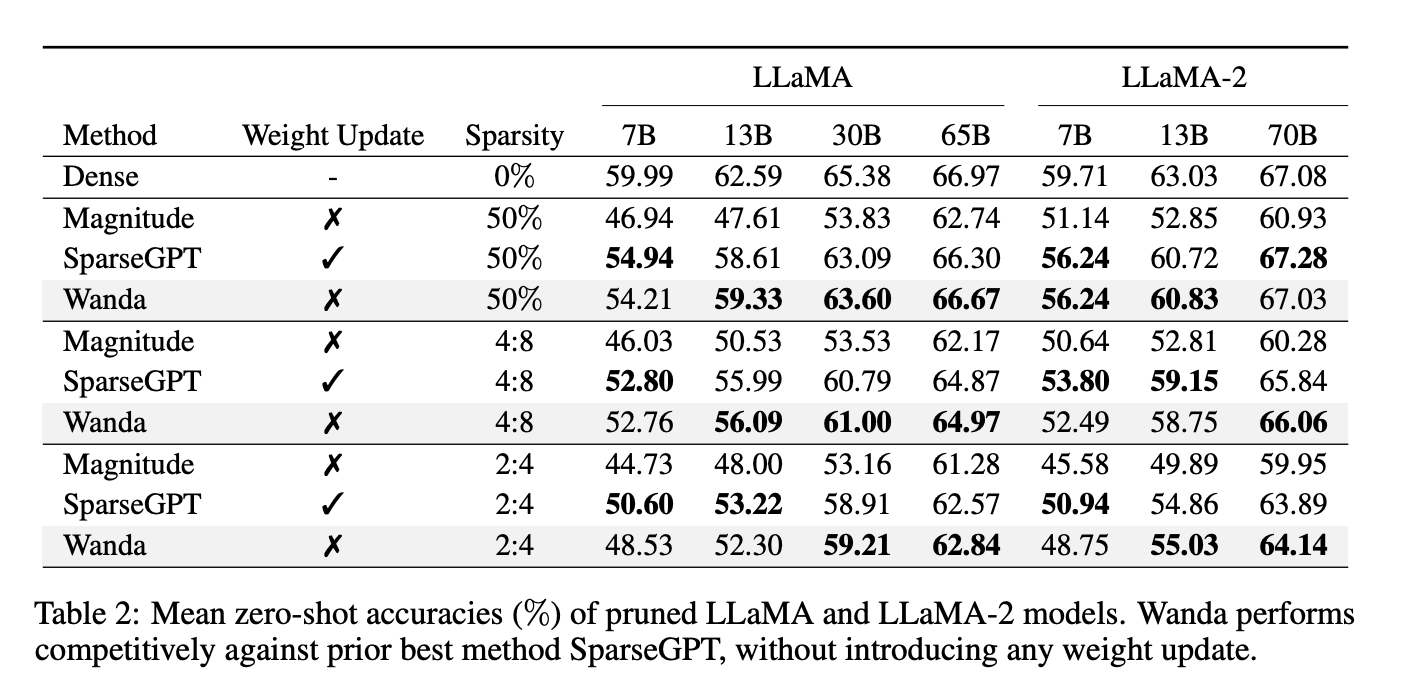 LLaMA LLaMA-2
Method Weight Update Sparsity 7B 13B 30B 65B 7B 13B 70B
Dense - 0% 59.99 62.59 65.38 66.97 59.71 63.03 67.08
Magnitude ✗ 50% 46.94 47.61 53.83 62.74 51.14 52.85 60.93
SparseGPT ✓ 50% 54.94 58.61 63.09 66.30 56.24 60.72 67.28
Wanda ✗ 50% 54.21 59.33 63.60 66.67 56.24 60.83 67.03
Magnitude ✗ 4:8 46.03 50.53 53.53 62.17 50.64 52.81 60.28
SparseGPT ✓ 4:8 52.80 55.99 60.79 64.87 53.80 59.15 65.84
Wanda ✗ 4:8 52.76 56.09 61.00 64.97 52.49 58.75 66.06
Magnitude ✗ 2:4 44.73 48.00 53.16 61.28 45.58 49.89 59.95
SparseGPT ✓ 2:4 50.60 53.22 58.91 62.57 50.94 54.86 63.89
Wanda ✗ 2:4 48.53 52.30 59.21 62.84 48.75 55.03 64.14
Table 2: Mean zero-shot accuracies (%) of pruned LLaMA and LLaMA-2 models. Wanda performs
competitively against prior best method SparseGPT, without introducing any weight update.